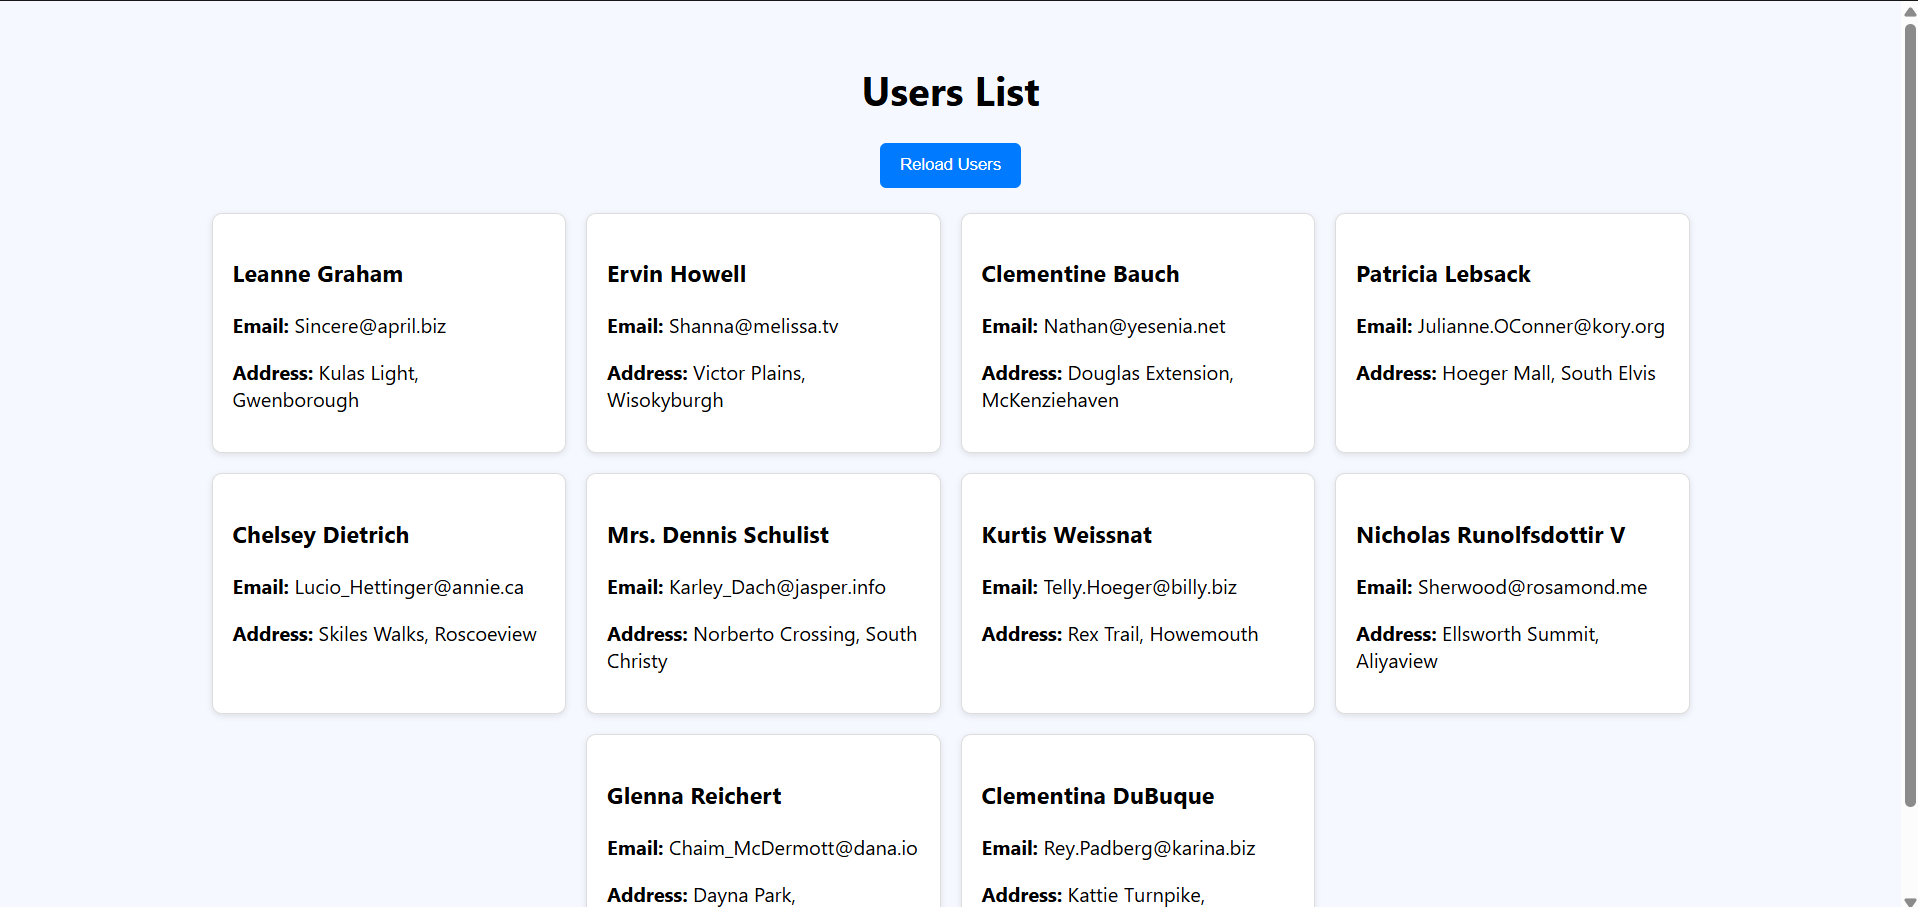 Users List
Reload Users
Leanne Graham
Email: Sincere@april.biz
Address: Kulas Light,
Gwenborough
Ervin Howell
Email: Shanna@melissa.tv
Address: Victor Plains,
Wisokyburgh
Clementine Bauch
Email: Nathan@yesenia.net
Address: Douglas Extension,
McKenziehaven
Patricia Lebsack
Email: Julianne.OConner@kory.org
Address: Hoeger Mall, South Elvis
Chelsey Dietrich
Email: Lucio_Hettinger@annie.ca
Address: Skiles Walks, Roscoeview
Mrs. Dennis Schulist
Email: Karley_Dach@jasper.info
Address: Norberto Crossing, South
Christy
Kurtis Weissnat
Email: Telly.Hoeger@billy.biz
Address: Rex Trail, Howemouth
Nicholas Runolfsdottir V
Email: Sherwood@rosamond.me
Address: Ellsworth Summit,
Aliyaview
Glenna Reichert
Email: Chaim_McDermott@dana.io
Address: Dayna Park,
Clementina DuBuque
Email: Rey.Padberg@karina.biz
Address: Kattie Turnpike,